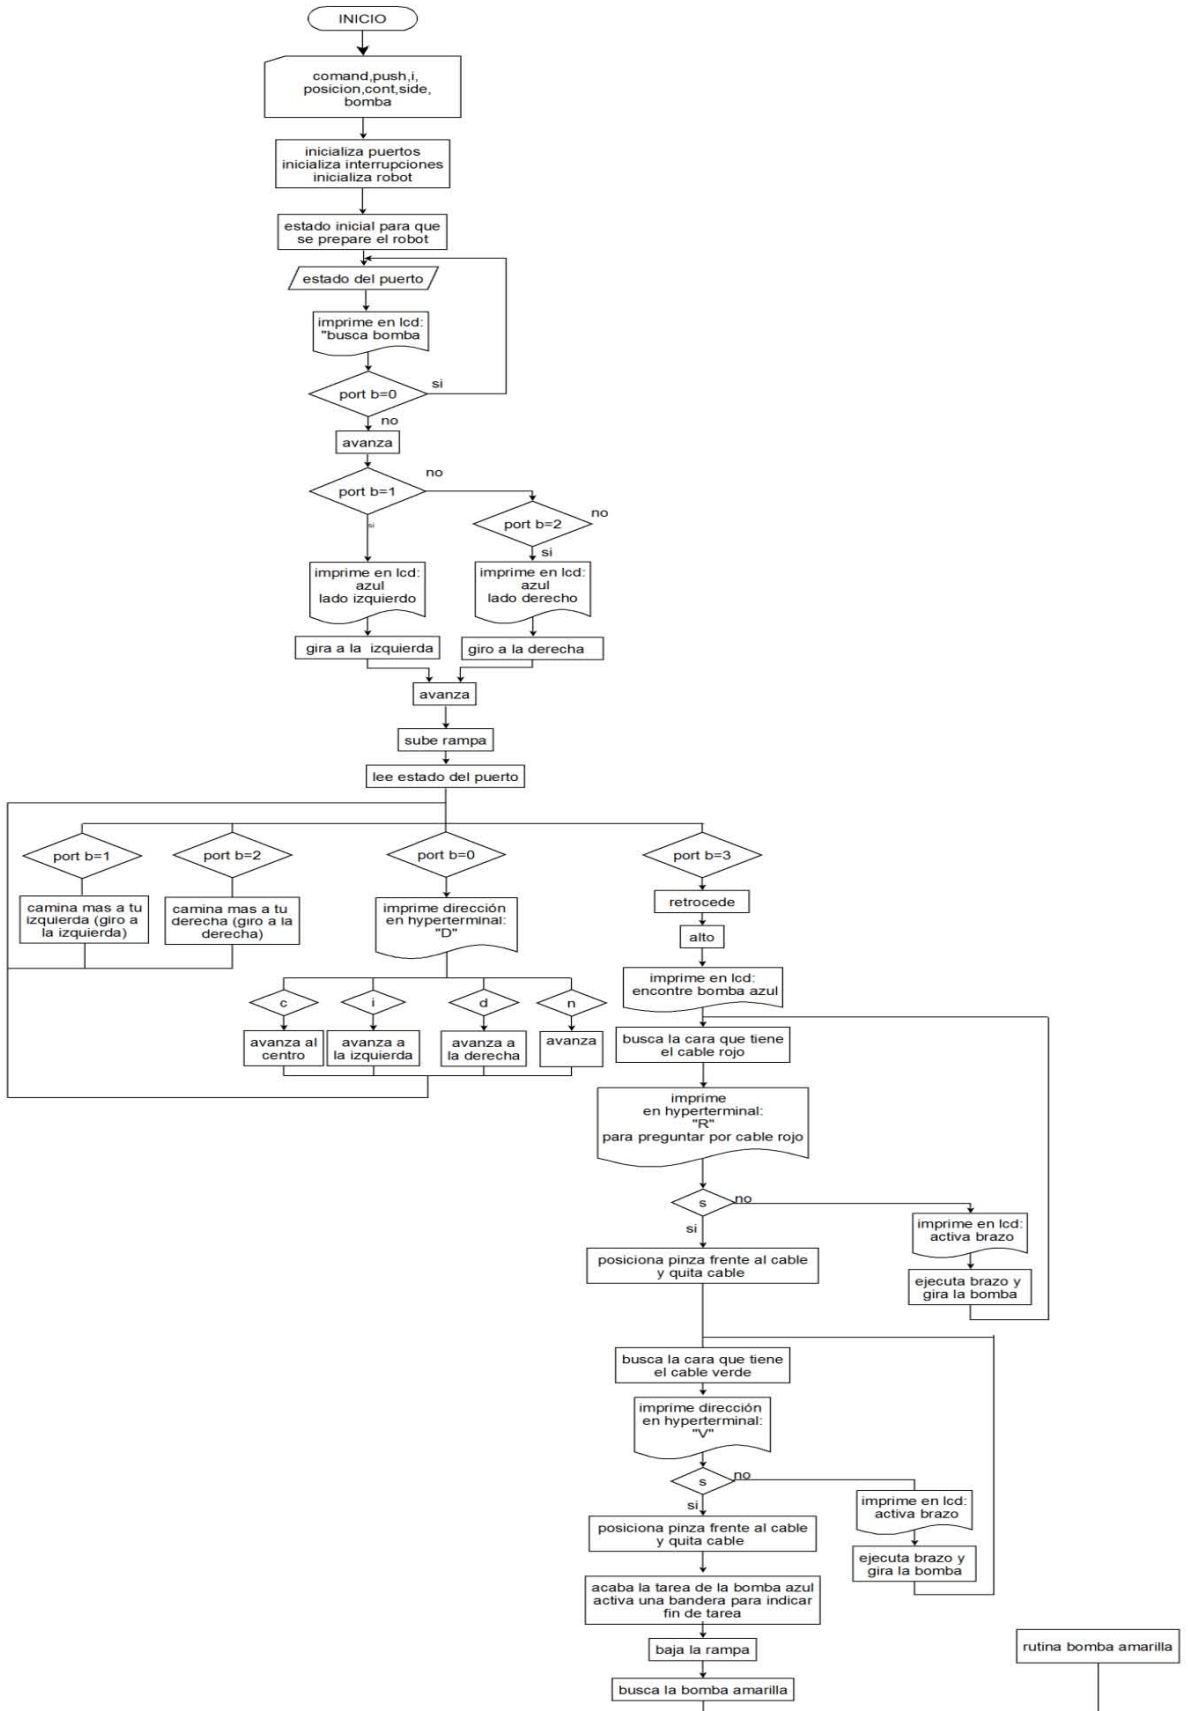 INICIO
comand,push,i,
posicion,cont,side,
bomba
inicializa puertos
inicializa interrupciones
inicializa robot
estado inicial para que
se prepare el robot
estado del puerto
imprime en lcd:
"busca bomba
port b=0
si
no
avanza
port b=1
no
si
port b=2
no
si
imprime en lcd:
azul
lado izquierdo
imprime en lcd:
azul
lado derecho
gira a la izquierda
giro a la derecha
avanza
sube rampa
lee estado del puerto
port b=1
port b=2
port b=0
port b=3
camina mas a tu
izquierda (giro a
la izquierda)
camina mas a tu
derecha (giro a la
derecha)
imprime dirección
en hyperterminal:
"D"
retrocede
alto
imprime en lcd:
encontre bomba azul
c
i
d
n
avanza al
centro
avanza a
la izquierda
avanza a
la derecha
avanza
busca la cara que tiene
el cable rojo
imprime
en hyperterminal:
"R"
para preguntar por cable rojo
s
no
si
imprime en lcd:
activa brazo
ejecuta brazo y
gira la bomba
posiciona pinza frente al cable
y quita cable
busca la cara que tiene
el cable verde
imprime dirección
en hyperterminal:
"V"
s
no
si
imprime en lcd:
activa brazo
ejecuta brazo y
gira la bomba
posiciona pinza frente al cable
y quita cable
acaba la tarea de la bomba azul
activa una bandera para indicar
fin de tarea
baja la rampa
busca la bomba amarilla
rutina bomba amarilla